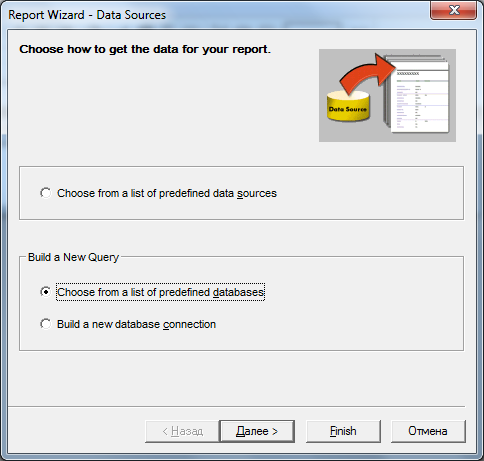 Report Wizard - Data Sources
Choose how to get the data for your report.
Data Source
XXXXXXXXX
Choose from a list of predefined data sources
Build a New Query
Choose from a list of predefined databases
Build a new database connection
< Назад
Далее >
Finish
Отмена